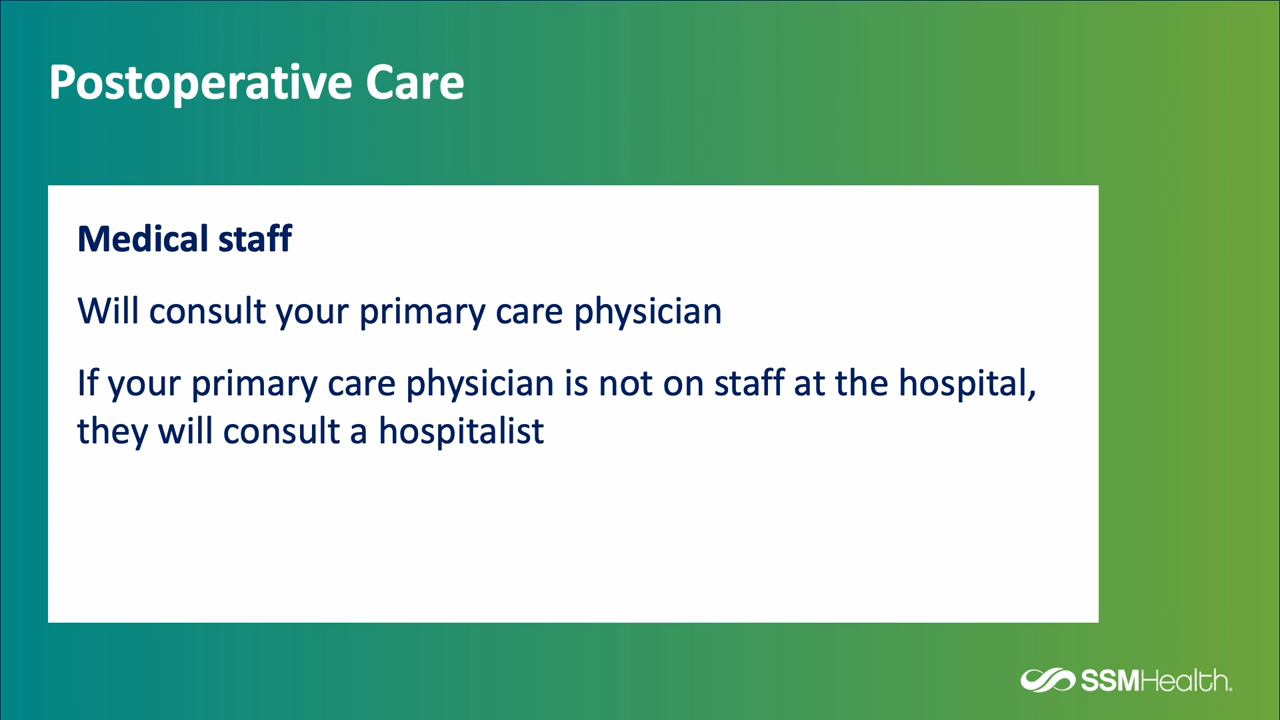 Postoperative Care
Medical staff
Will consult your primary care physician
If your primary care physician is not on staff at the hospital,
they will consult a hospitalist
SSMHealth.